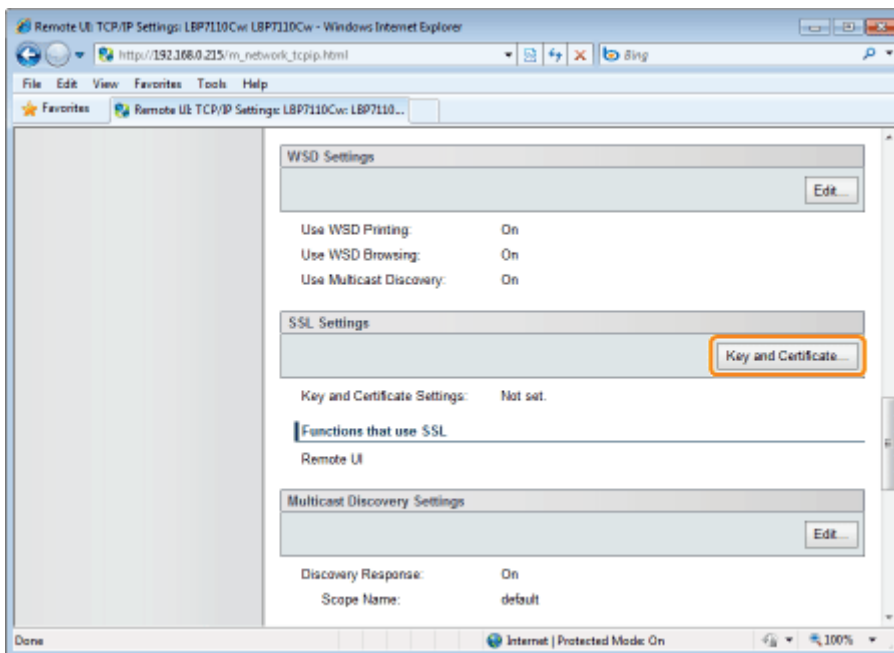 Remote UI: TCP/IP Settings: LBP7110Cw: LBP7110Cw - Windows Internet Explorer
http://192.168.0.215/m_network_tcpip.html
Bing
File Edit View Favorites Tools Help
Favorites Remote UI: TCP/IP Settings: LBP7110Cw: LBP7110...
WSD Settings
Edit...
Use WSD Printing: On
Use WSD Browsing: On
Use Multicast Discovery: On
SSL Settings
Key and Certificate...
Key and Certificate Settings: Not set.
Functions that use SSL
Remote UI
Multicast Discovery Settings
Edit...
Discovery Response: On
Scope Name: default
Done Internet | Protected Mode: On 100%